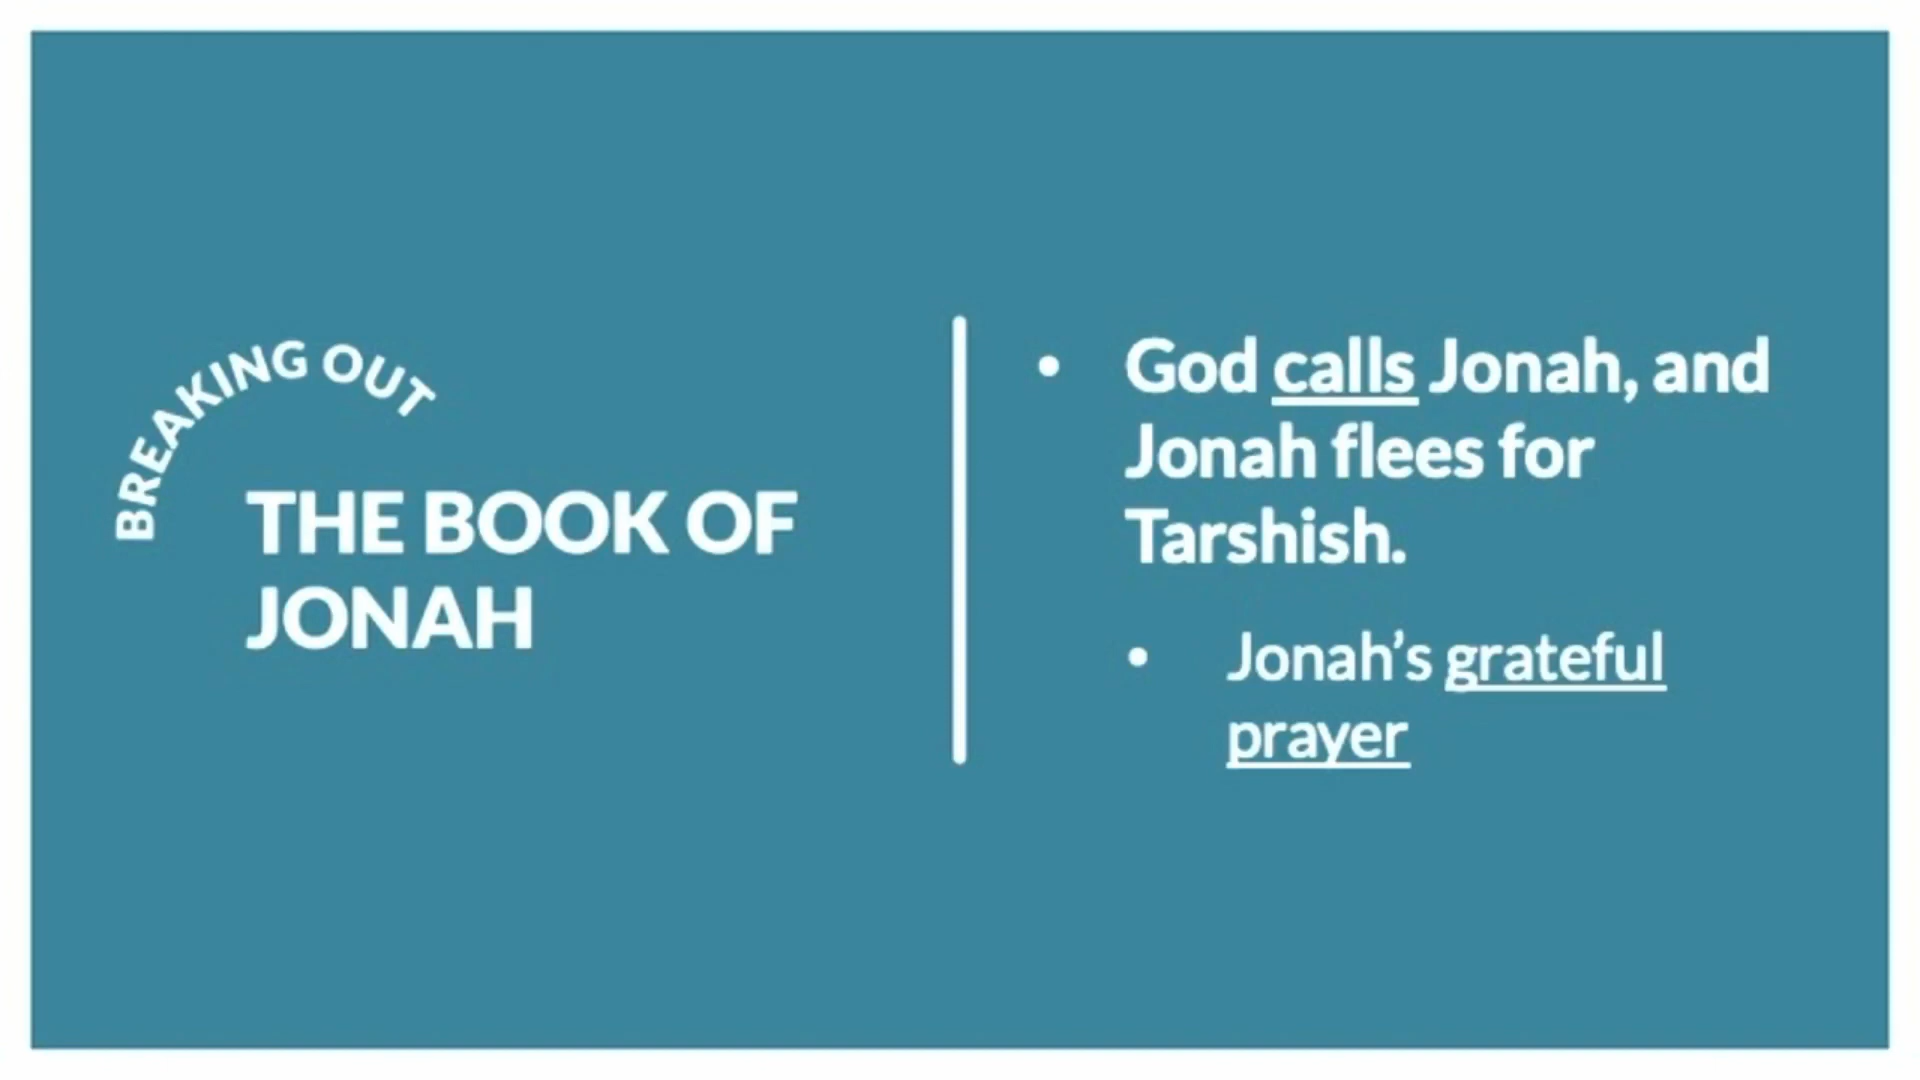 BREAKING OUT
THE BOOK OF
JONAH
• God calls Jonah, and
Jonah flees for
Tarshish.
• Jonah’s grateful
prayer